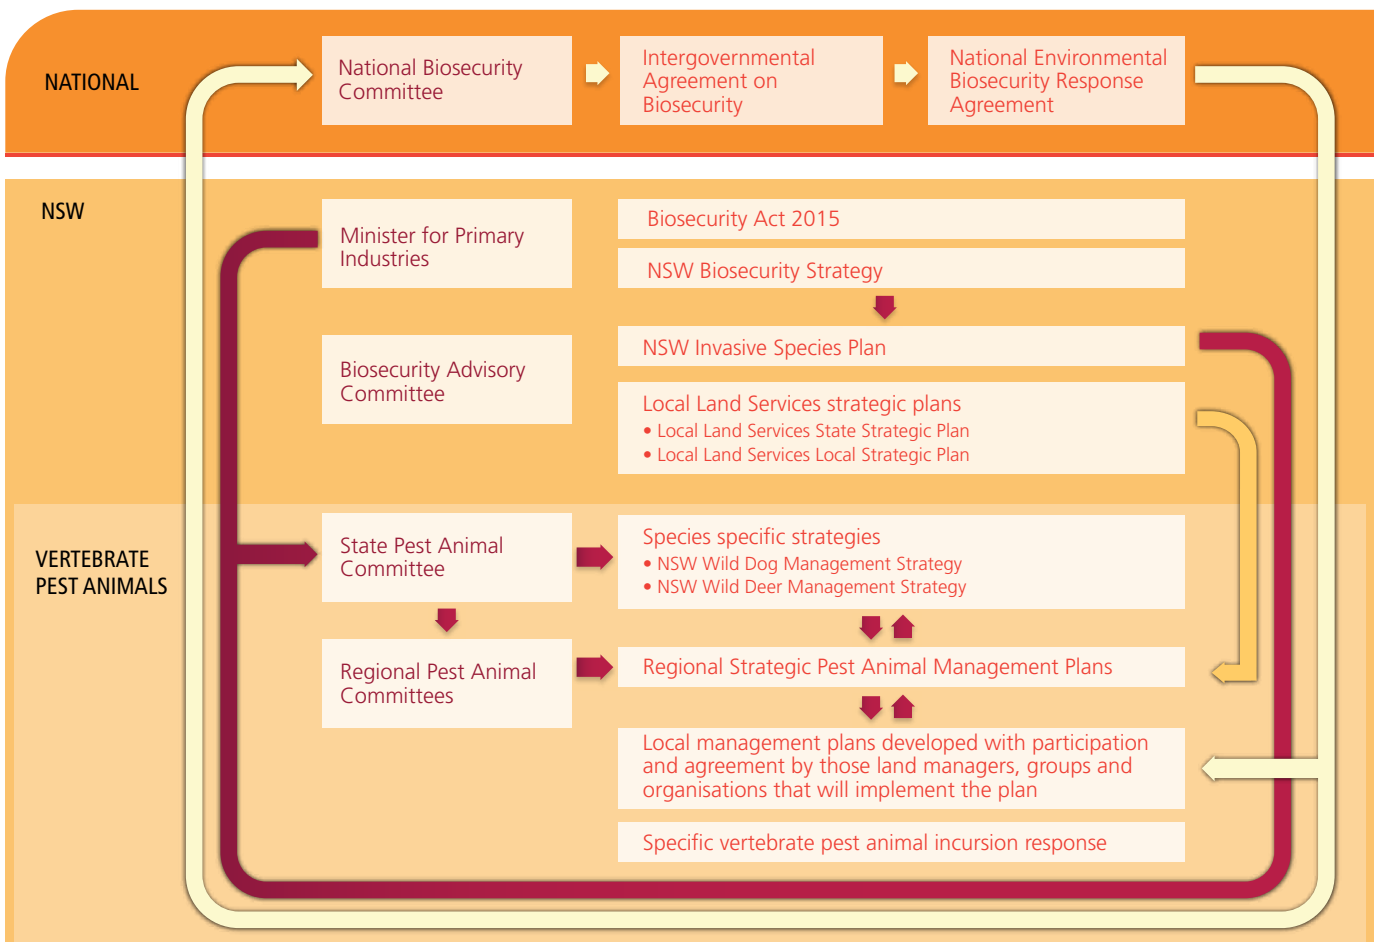 NATIONAL
National Biosecurity
Committee
Intergovernmental
Agreement on
Biosecurity
National Environmental
Biosecurity Response
Agreement
NSW
Minister for Primary
Industries
Biosecurity Act 2015
NSW Biosecurity Strategy
Biosecurity Advisory
Committee
NSW Invasive Species Plan
Local Land Services strategic plans
• Local Land Services State Strategic Plan
• Local Land Services Local Strategic Plan
VERTEBRATE
PEST ANIMALS
State Pest Animal
Committee
Species specific strategies
• NSW Wild Dog Management Strategy
• NSW Wild Deer Management Strategy
Regional Pest Animal
Committees
Regional Strategic Pest Animal Management Plans
Local management plans developed with participation
and agreement by those land managers, groups and
organisations that will implement the plan
Specific vertebrate pest animal incursion response